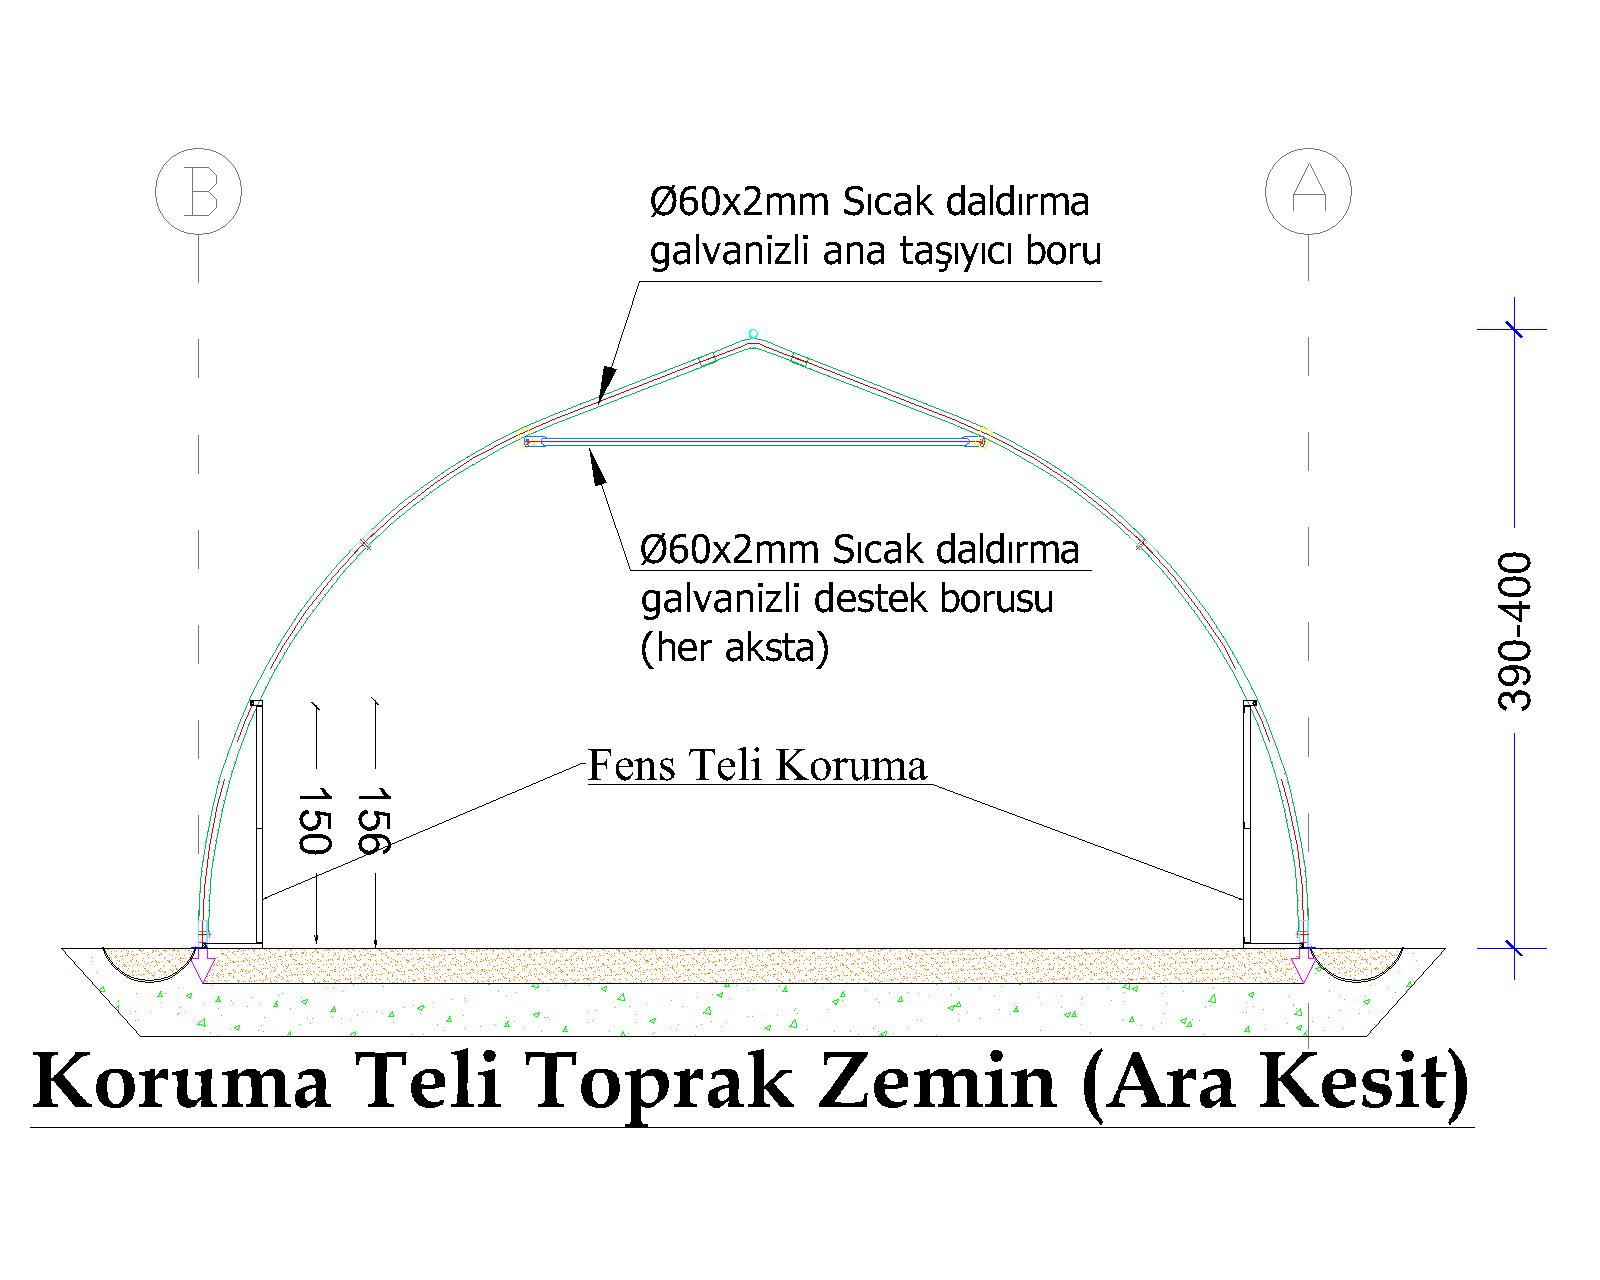 B
A
Ø60x2mm Sıcak daldırma
galvanizli ana taşıyıcı boru
Ø60x2mm Sıcak daldırma
galvanizli destek borusu
(her aksta)
390-400
150
156
Fens Teli Koruma
Koruma Teli Toprak Zemin (Ara Kesit)